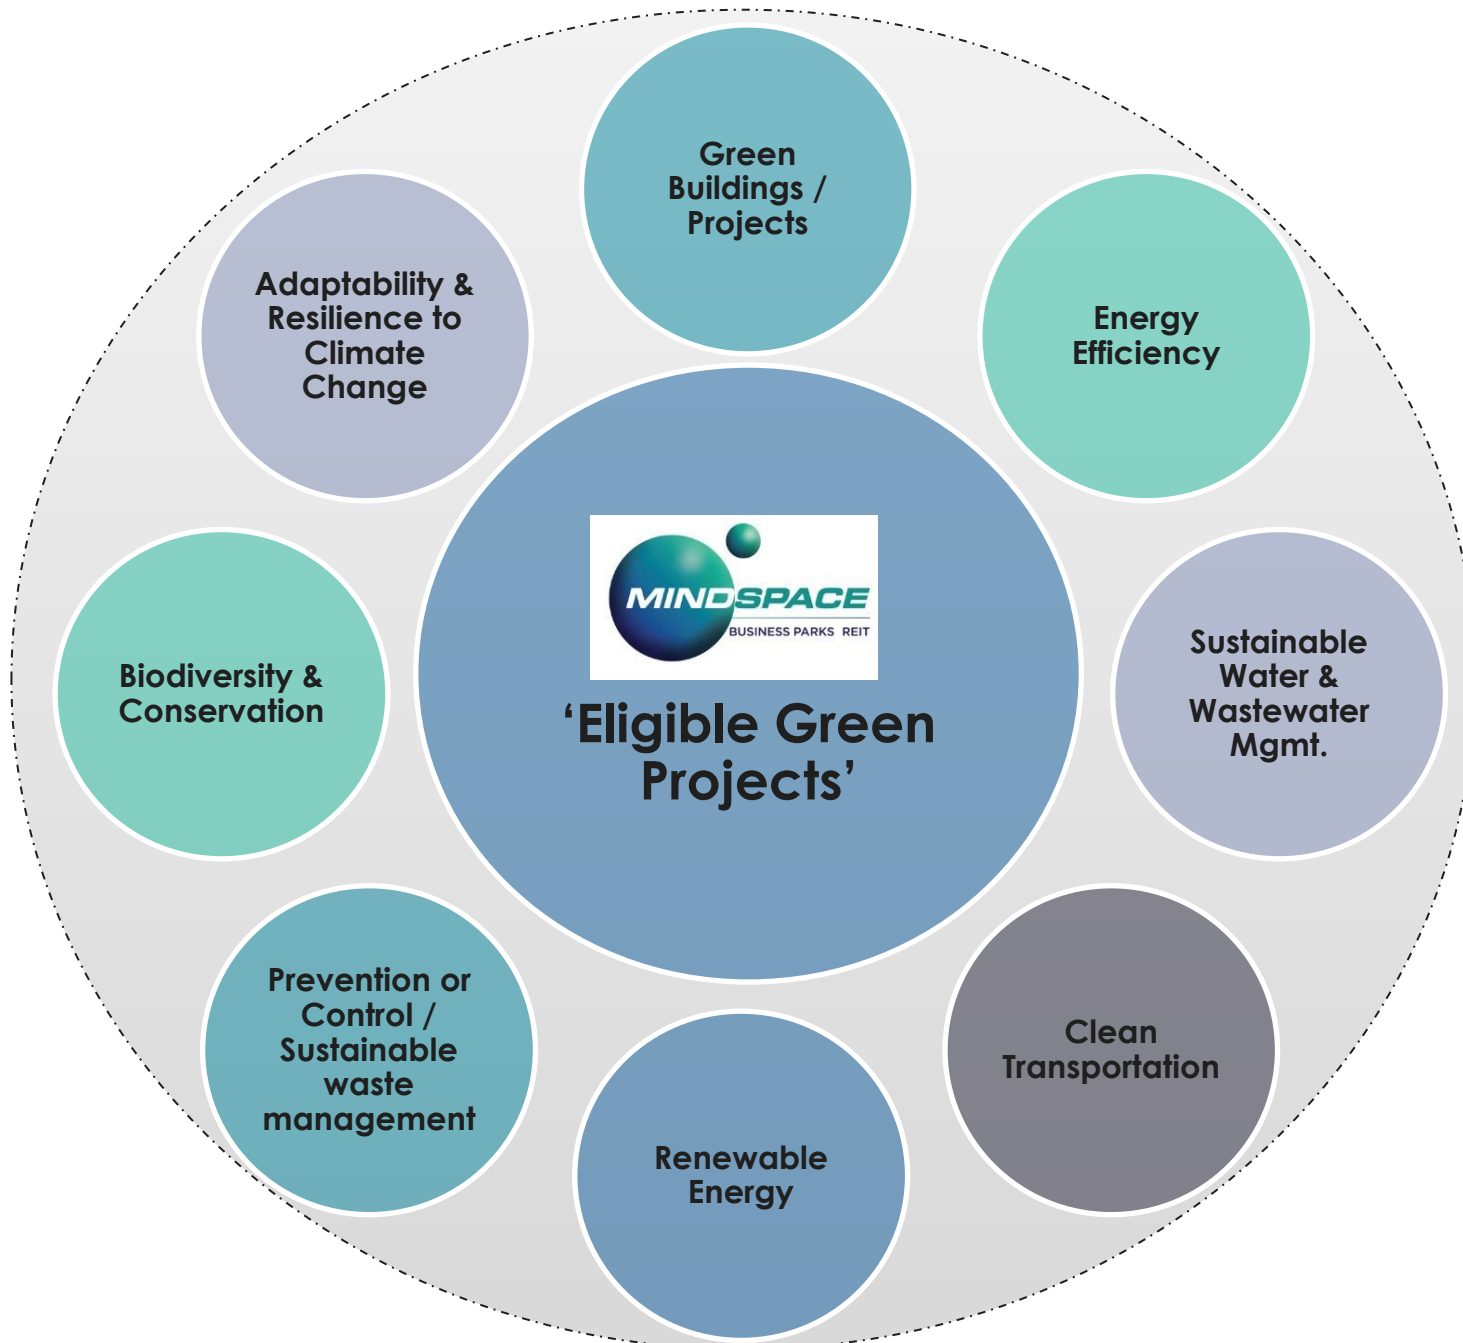 Green
Buildings /
Projects
Energy
Efficiency
Sustainable
Water &
Wastewater
Mgmt.
Clean
Transportation
Renewable
Energy
Prevention or
Control /
Sustainable
waste
management
Biodiversity &
Conservation
Adaptability &
Resilience to
Climate
Change
MINDSPACE
BUSINESS PARKS REIT
‘Eligible Green
Projects’